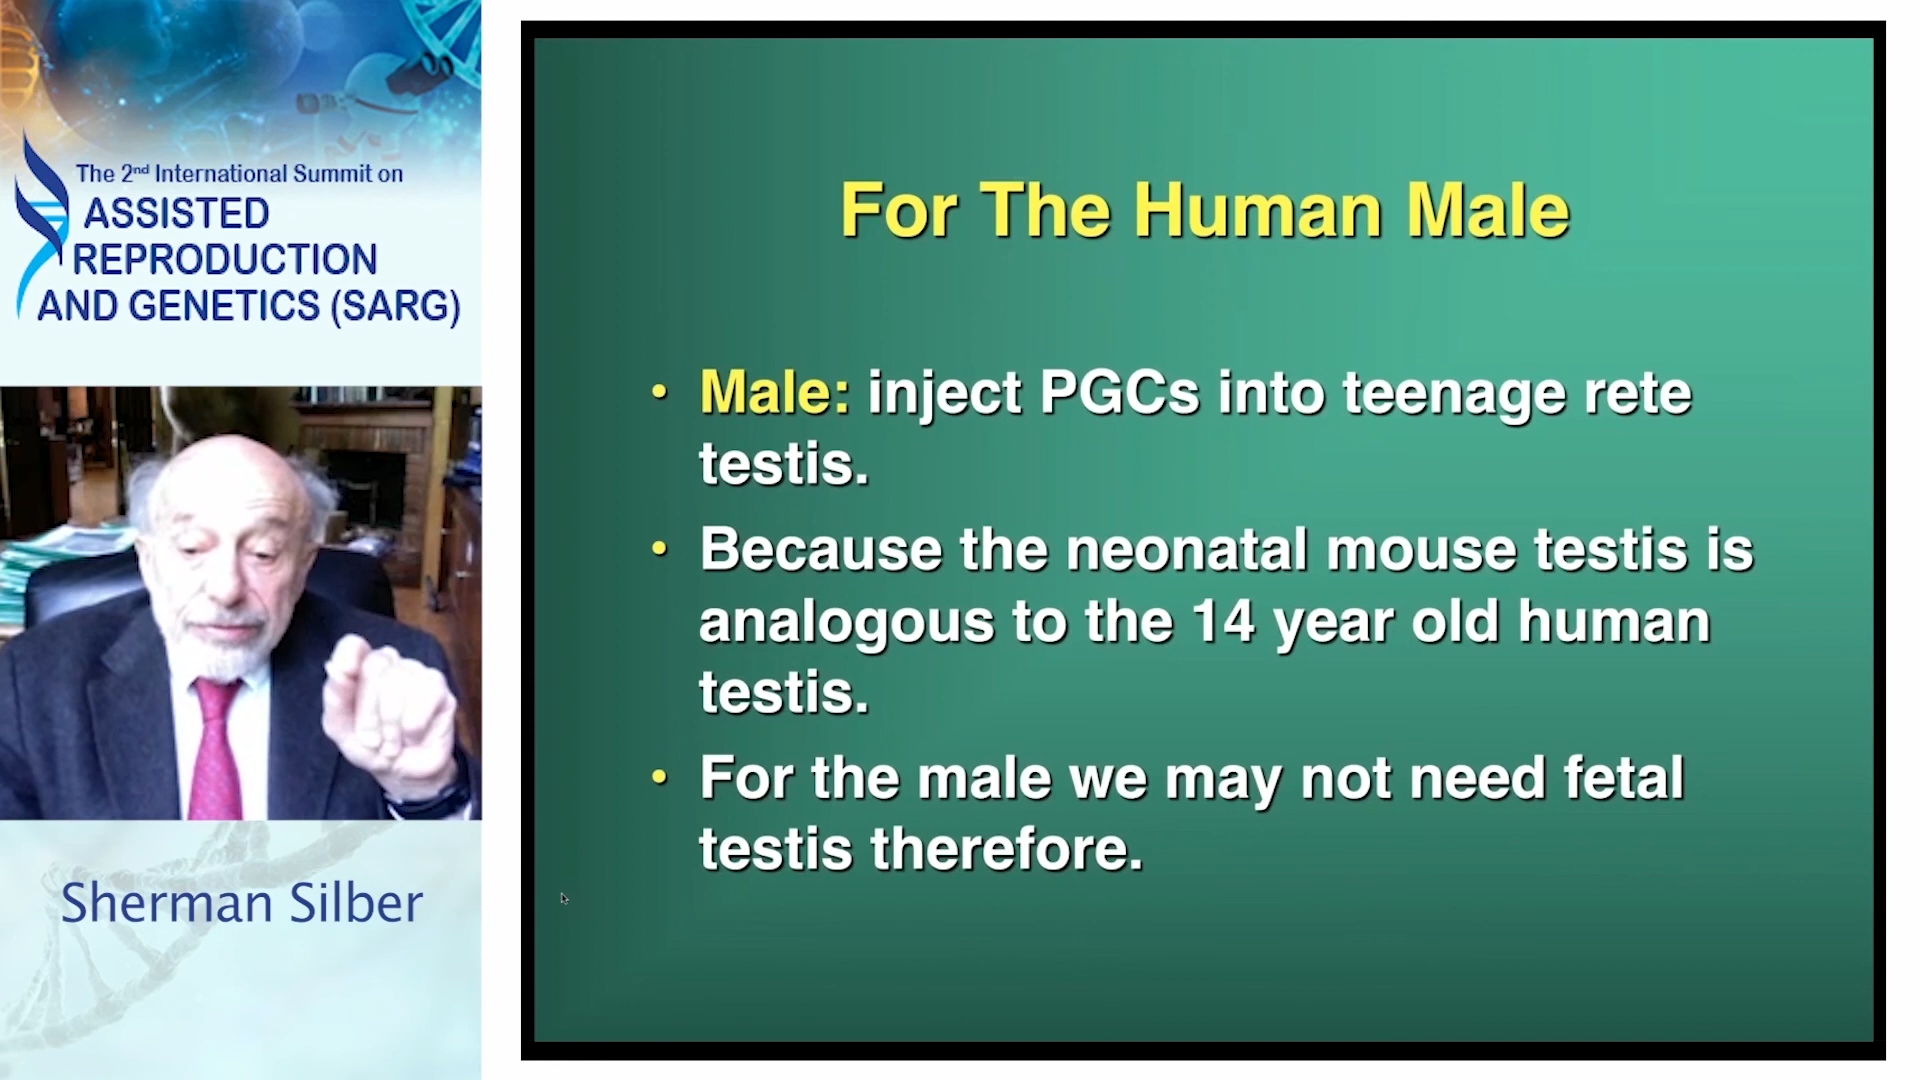 The 2nd International Summit on
ASSISTED
REPRODUCTION
AND GENETICS (SARG)
Sherman Silber
For The Human Male
• Male: inject PGCs into teenage rete
testis.
• Because the neonatal mouse testis is
analogous to the 14 year old human
testis.
• For the male we may not need fetal
testis therefore.